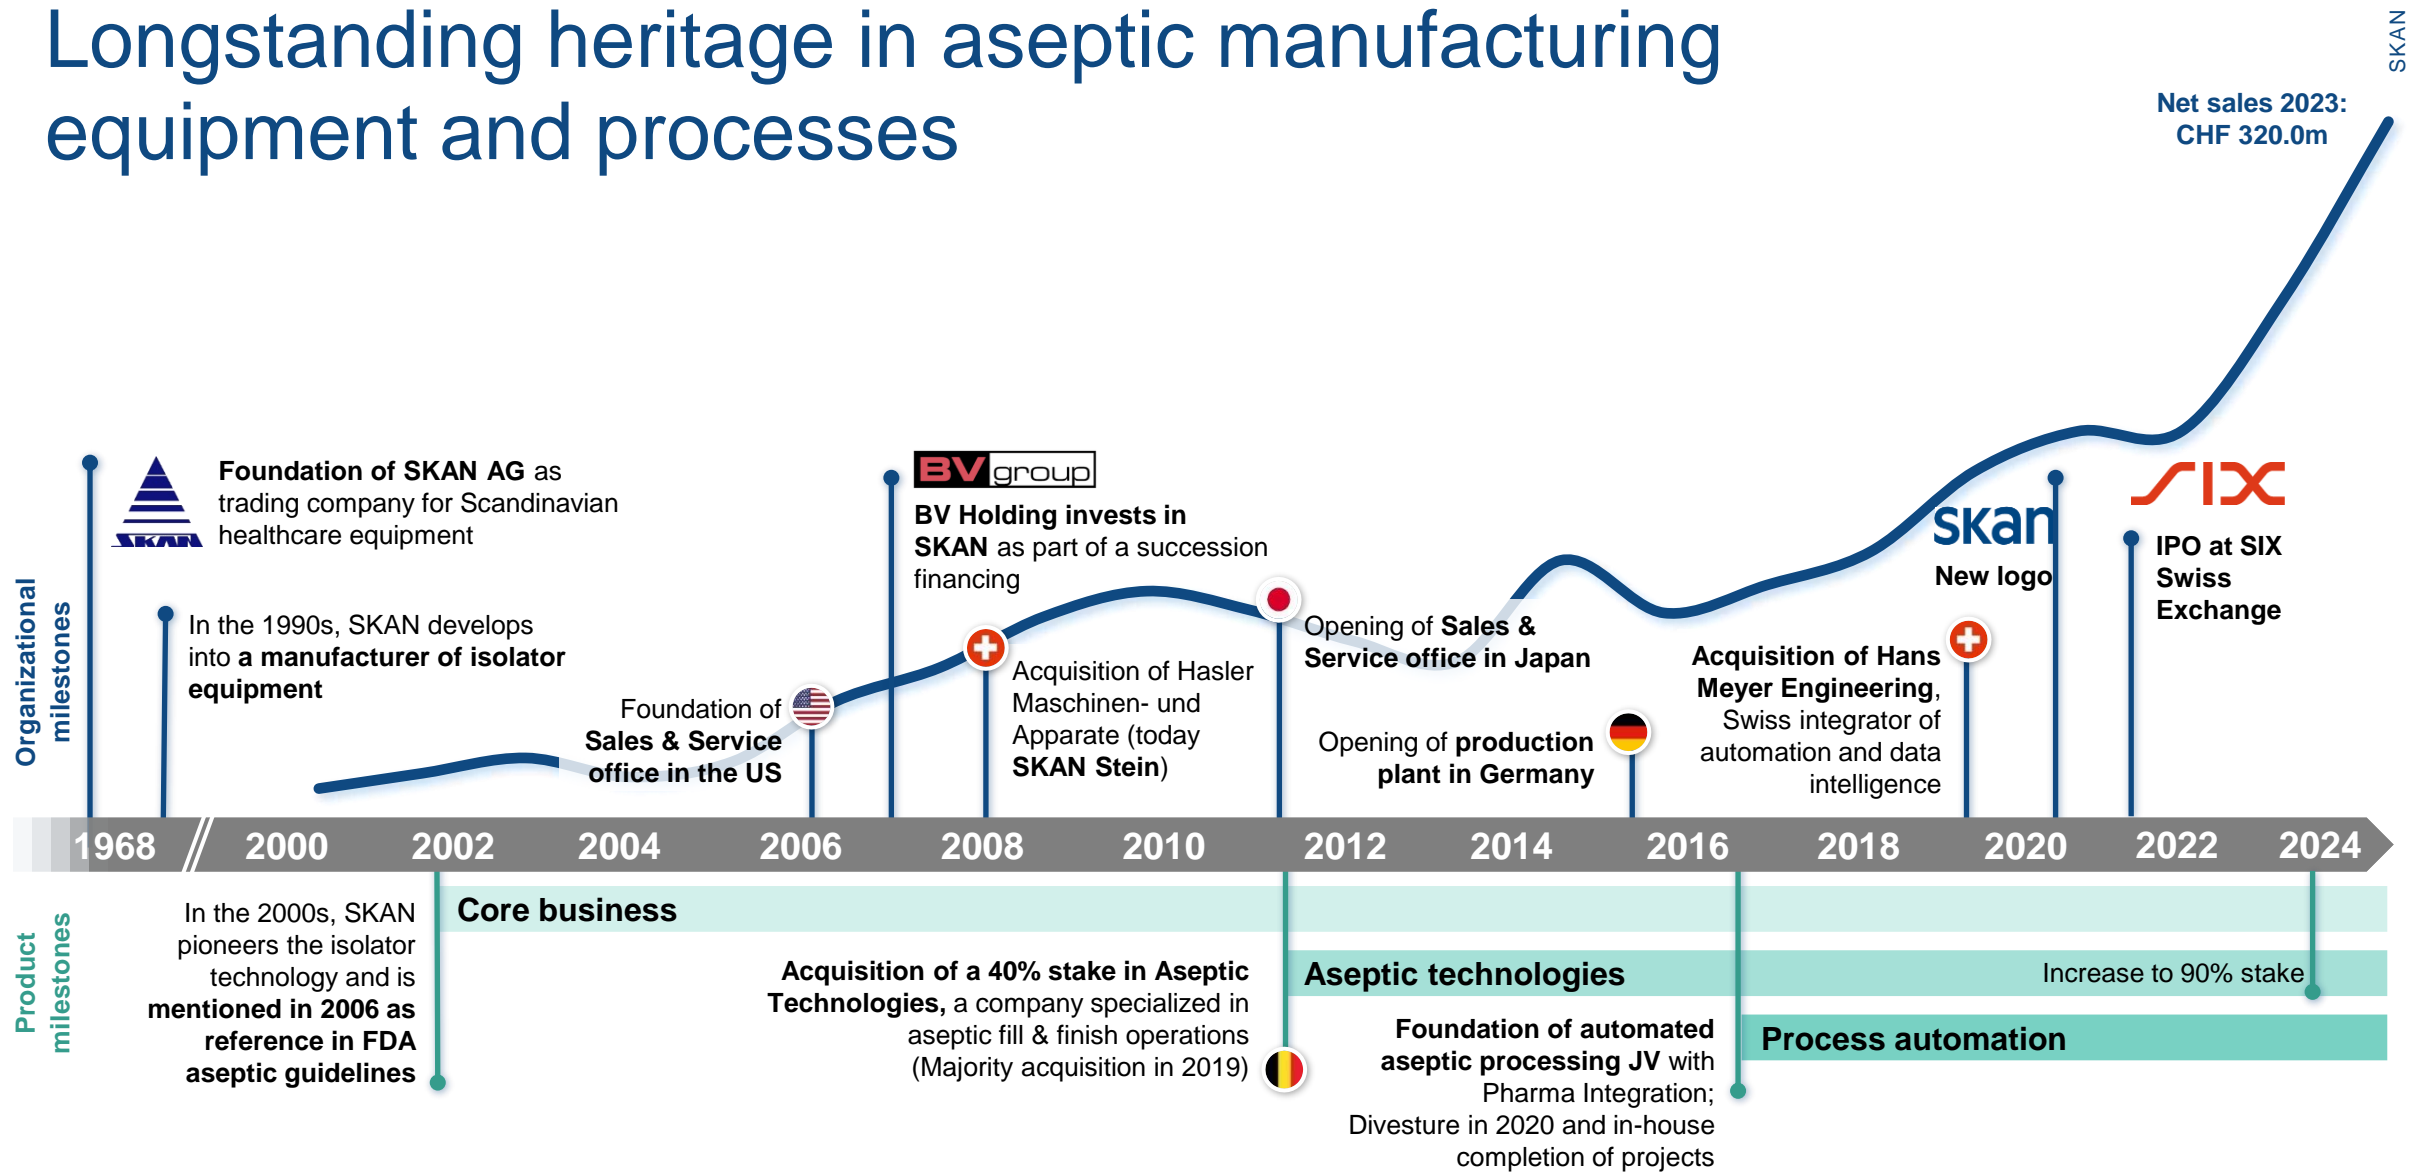 Longstanding heritage in aseptic manufacturing
equipment and processes
SKAN
Net sales 2023:
CHF 320.0m
Organizational
milestones
SKAN
Foundation of SKAN AG as
trading company for Scandinavian
healthcare equipment
In the 1990s, SKAN develops
into a manufacturer of isolator
equipment
Foundation of
Sales & Service
office in the US
BVgroup
BV Holding invests in
SKAN as part of a succession
financing
Acquisition of Hasler
Maschinen- und
Apparate (today
SKAN Stein)
Opening of Sales &
Service office in Japan
Opening of production
plant in Germany
Acquisition of Hans
Meyer Engineering,
Swiss integrator of
automation and data
intelligence
skan
New logo
SIX
IPO at SIX
Swiss
Exchange
1968 2000 2002 2004 2006 2008 2010 2012 2014 2016 2018 2020 2022 2024
Product
milestones
In the 2000s, SKAN
pioneers the isolator
technology and is
mentioned in 2006 as
reference in FDA
aseptic guidelines
Core business
Acquisition of a 40% stake in Aseptic
Technologies, a company specialized in
aseptic fill & finish operations
(Majority acquisition in 2019)
Aseptic technologies
Increase to 90% stake
Foundation of automated
aseptic processing JV with
Pharma Integration;
Divesture in 2020 and in-house
completion of projects
Process automation